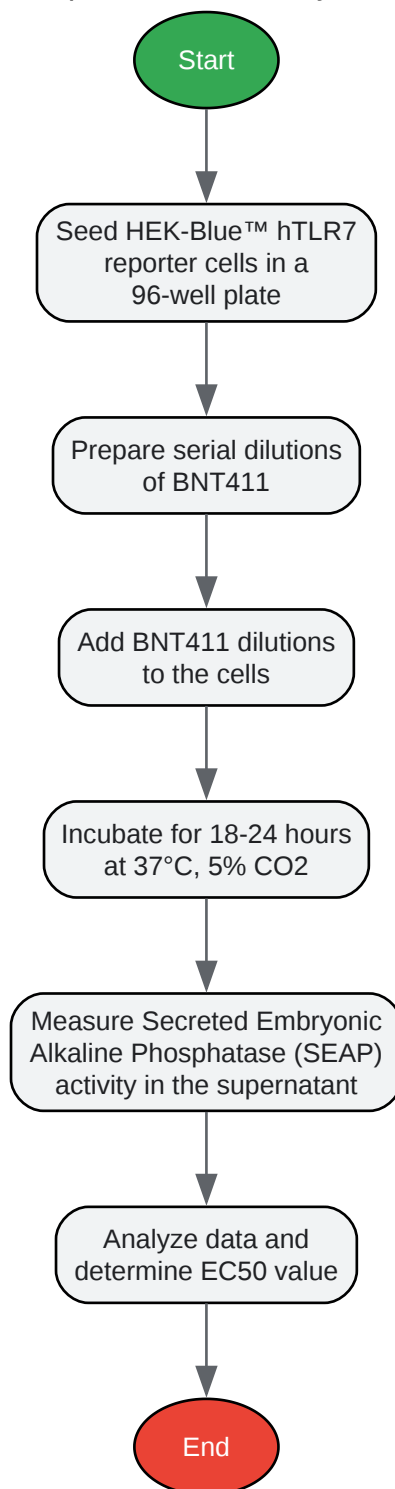 Start
Seed HEK-Blue™ hTLR7
reporter cells in a
96-well plate
Prepare serial dilutions
of BNT411
Add BNT411 dilutions
to the cells
Incubate for 18-24 hours
at 37°C, 5% CO2
Measure Secreted Embryonic
Alkaline Phosphatase (SEAP)
activity in the supernatant
Analyze data and
determine EC50 value
End